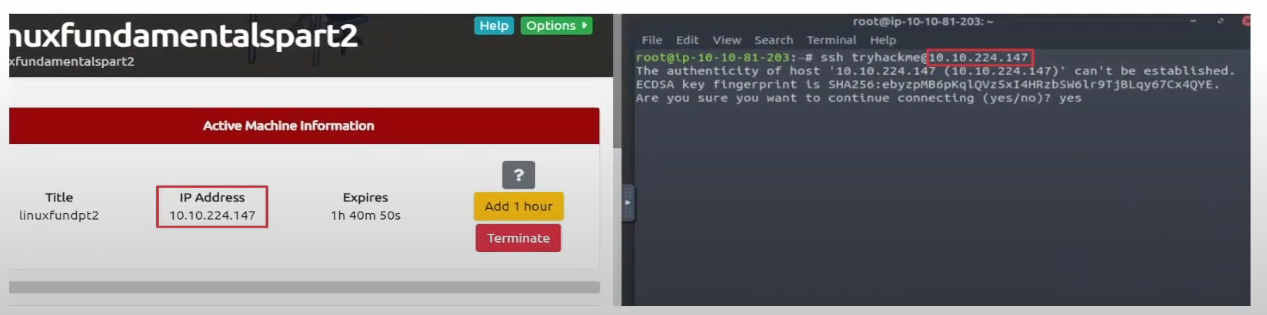 nuxfundamentalspart2
xfundamentalspart2
Help Options
Active Machine Information
Title
linuxfundpt2
IP Address
10.10.224.147
Expires
1h 40m 50s
?
Add 1 hour
Terminate
root@ip-10-10-81-203: ~
File Edit View Search Terminal Help
root@ip-10-10-81-203:~# ssh tryhackme@10.10.224.147
The authenticity of host '10.10.224.147 (10.10.224.147)' can't be established.
ECDSA key fingerprint is SHA256:ebyzpMB6pKqlQVz5xI4HRzbSW6lr9TjBLqy67Cx4QYE.
Are you sure you want to continue connecting (yes/no)? yes